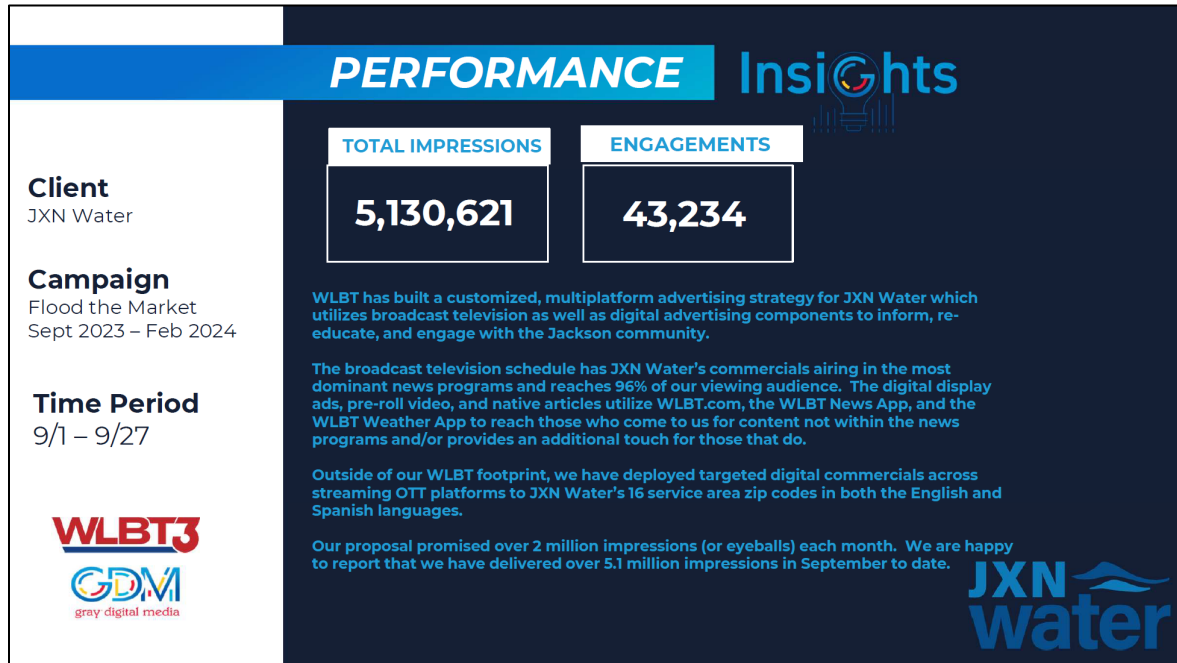 PERFORMANCE
Insights
TOTAL IMPRESSIONS
5,130,621
ENGAGEMENTS
43,234
Client
JXN Water
Campaign
Flood the Market
Sept 2023 – Feb 2024
Time Period
9/1 – 9/27
WLBT3
GDM
gray digital media
WLBT has built a customized, multiplatform advertising strategy for JXN Water which
utilizes broadcast television as well as digital advertising components to inform, re-
educate, and engage with the Jackson community.
The broadcast television schedule has JXN Water’s commercials airing in the most
dominant news programs and reaches 96% of our viewing audience.  The digital display
ads, pre-roll video, and native articles utilize WLBT.com, the WLBT News App, and the
WLBT Weather App to reach those who come to us for content not within the news
programs and/or provides an additional touch for those that do.
Outside of our WLBT footprint, we have deployed targeted digital commercials across
streaming OTT platforms to JXN Water’s 16 service area zip codes in both the English and
Spanish languages.
Our proposal promised over 2 million impressions (or eyeballs) each month.  We are happy
to report that we have delivered over 5.1 million impressions in September to date.
JXN
water